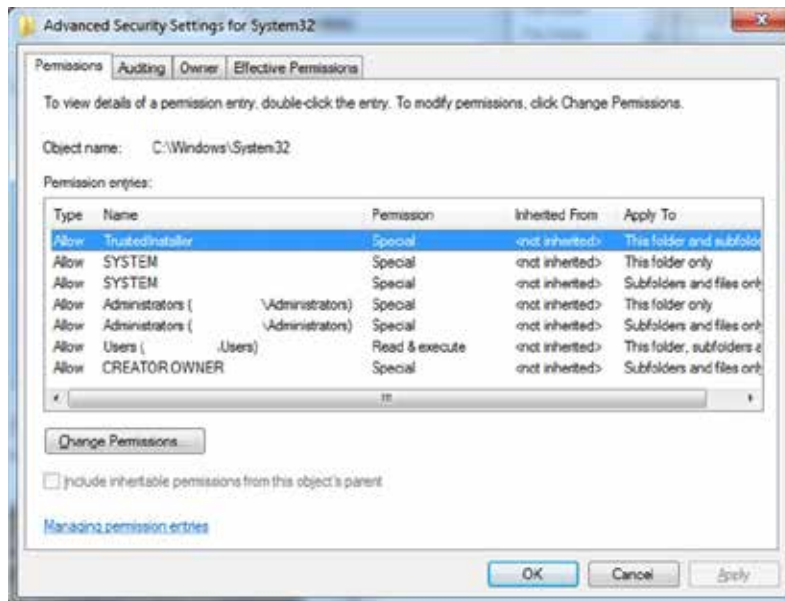 Advanced Security Settings for System32
Permissions Auditing Owner Effective Permissions
To view details of a permission entry, double-click the entry. To modify permissions, click Change Permissions.
Object name: C:\Windows\System32
Permission entries:
Type Name Permission Inherited From Apply To
Allow TrustedInstaller Special <not inherited> This folder and subfolde
Allow SYSTEM Special <not inherited> This folder only
Allow SYSTEM Special <not inherited> Subfolders and files only
Allow Administrators ( \Administrators) Special <not inherited> This folder only
Allow Administrators ( \Administrators) Special <not inherited> Subfolders and files only
Allow Users ( .Users) Read & execute <not inherited> This folder, subfolders a
Allow CREATOR OWNER Special <not inherited> Subfolders and files only
Change Permissions...
Include inheritable permissions from this object's parent
Managing permission entries
OK Cancel Apply